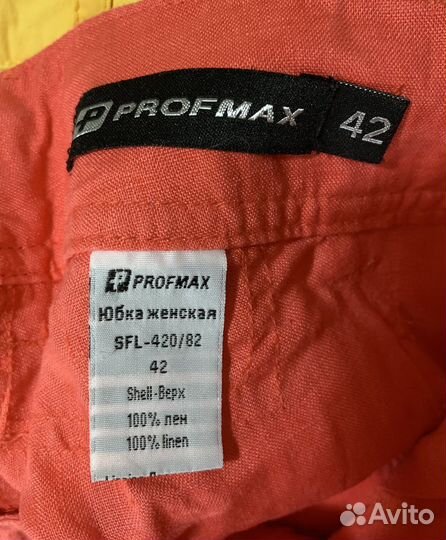 PROFMAX 42
PROFMAX
Юбка женская
SFL-420/82
42
Shell-Верх
100% лен
100% linen
Avito